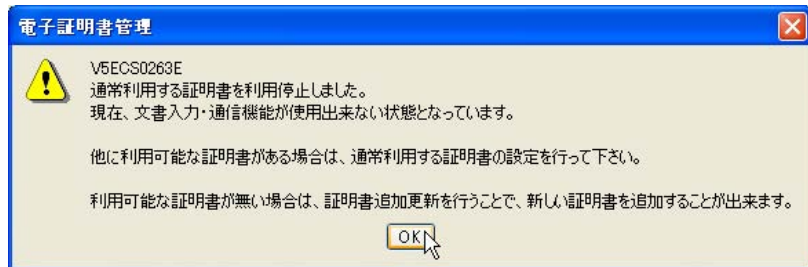 電子証明書管理
V5ECS0263E
通常利用する証明書を利用停止しました。
現在、文書入力・通信機能が使用出来ない状態となっています。
他に利用可能な証明書がある場合は、通常利用する証明書の設定を行って下さい。
利用可能な証明書が無い場合は、証明書追加更新を行うことで、新しい証明書を追加することが出来ます。
OK